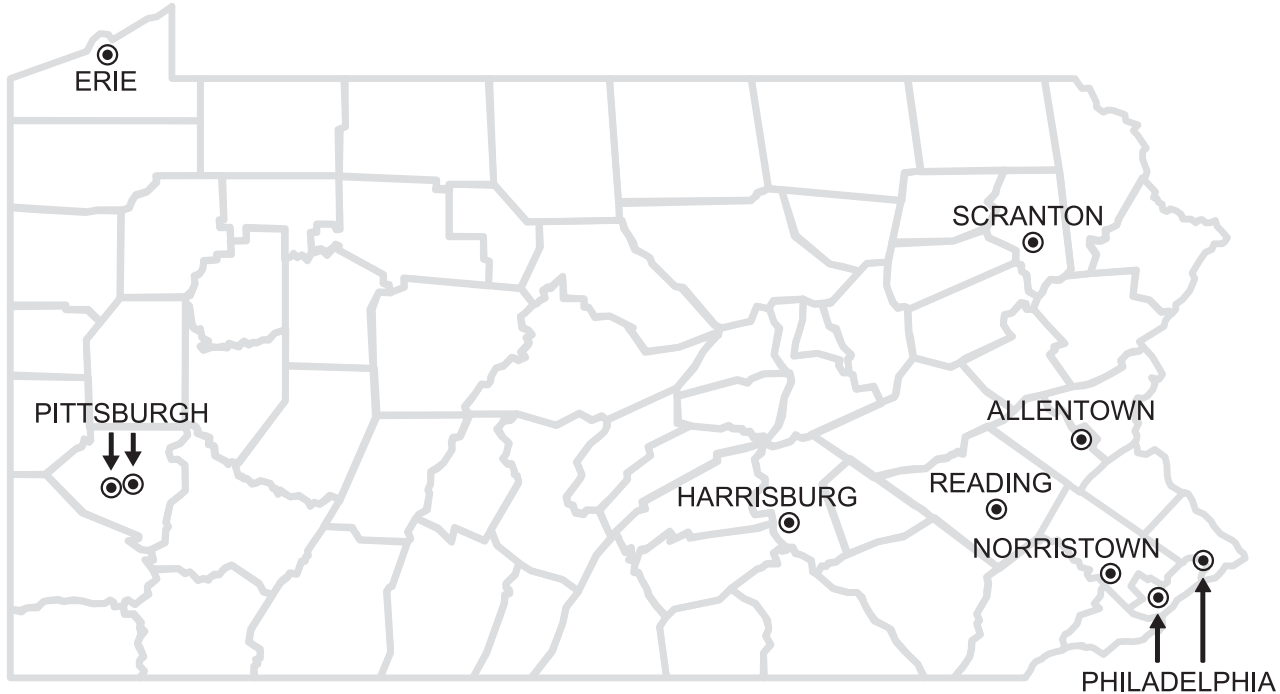 ERIE
SCRANTON
PITTSBURGH
ALLENTOWN
READING
HARRISBURG
NORRISTOWN
PHILADELPHIA